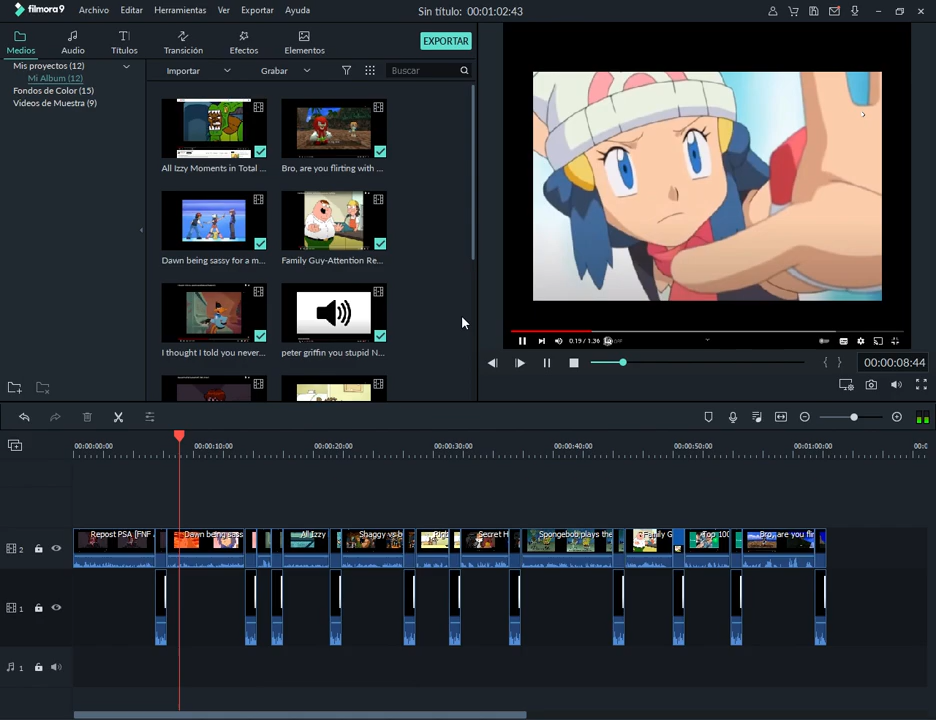 filmora9 Archivo Editar Herramientas Ver Exportar Ayuda Sin título: 00:01:02:43
Medios Audio Títulos Transición Efectos Elementos EXPORTAR
Mis proyectos (12)
Mi Album (12)
Fondos de Color (15)
Videos de Muestra (9)
Importar Grabar Buscar
All Izzy Moments in Total ... Bro, are you flirting with ...
Dawn being sassy for a m... Family Guy-Attention Re...
I thought I told you never... peter griffin you stupid N...
0:19 / 1:36
00:00:08:44
00:00:00:00 00:00:10:00 00:00:20:00 00:00:30:00 00:00:40:00 00:00:50:00 00:01:00:00 00:0
Repost PSA [FNF Dawn being sass All Izzy Shaggy vs b Secret H Spongebob plays the Family G Top 100 Bro, are you flir
2
1
1